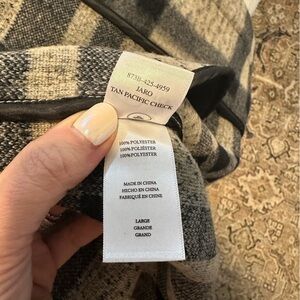 8731-425-4959
JARO
TAN PACIFIC CHECK
100% POLYESTER
100% POLIÉSTER
100% POLYESTER
MADE IN CHINA
HECHO EN CHINA
FABRIQUÉ EN CHINE
LARGE
GRANDE
GRAND